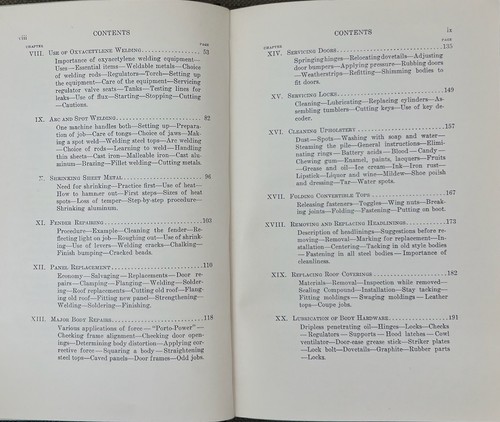 viii CONTENTS
CHAPTER PAGE
VIII. USE OF OXYACETYLENE WELDING 53
Importance of oxyacetylene welding equipment—
Uses—Essential items—Weldable metals—Choice
of welding rods—Regulators—Torch—Setting up
the equipment—Care of the equipment—Servicing
regulator valve seats—Tanks—Testing lines for
leaks—Use of flux—Starting—Stopping—Cutting
—Cautions.
IX. ARC AND SPOT WELDING 82
One machine handles both—Setting up—Prepara-
tion of job—Care of tongs—Choice of jaws—Mak-
ing a spot weld—Welding steel tops—Arc welding
—Choice of rods—Learning to weld—Handling
thin sheets—Cast iron—Malleable iron—Cast alu-
minum—Brazing—Fillet welding—Cutting metals.
X. SHRINKING SHEET METAL 96
Need for shrinking—Practice first—Use of heat—
How to hammer out—First steps—Sizes of heat
spots—Loss of temper—Step-by-step procedure—
Shrinking aluminum.
XI. FENDER REPAIRING 103
Procedure—Example—Cleaning the fender—Re-
flecting light on job—Roughing out—Use of shrink-
ing—Use of levers—Welding cracks—Chalking—
Finish bumping—Cracked beads.
XII. PANEL REPLACEMENT 110
Economy—Salvaging—Replacements—Door re-
pairs—Clamping—Flanging—Welding—Solder-
ing—Roof replacements—Cutting old roof—Flang-
ing old roof—Fitting new panel—Strengthening—
Welding—Soldering—Finishing.
XIII. MAJOR BODY REPAIRS 118
Various applications of force—"Porto-Power"—
Checking frame alignment—Checking door open-
ings—Determining body distortion—Applying cor-
rective force—Squaring a body—Straightening
steel tops—Caved panels—Door frames—Odd jobs.
CONTENTS ix
CHAPTER PAGE
XIV. SERVICING DOORS 135
Springing hinges—Relocating dovetails—Adjusting
door bumpers—Applying pressure—Rubbing doors
—Weatherstrips—Refitting—Shimming bodies to
fit doors.
XV. SERVICING LOCKS 149
Cleaning—Lubricating—Replacing cylinders—As-
sembling tumblers—Cutting keys—Use of key de-
coder.
XVI. CLEANING UPHOLSTERY 157
Dust—Spots—Washing with soap and water—
Steaming the pile—General instructions—Elimi-
nating rings—Battery acids—Blood—Candy—
Chewing gum—Enamel, paints, lacquers—Fruits
—Grease and oil—Ice cream—Ink—Iron rust—
Lipstick—Liquor and wine—Mildew—Shoe polish
and dressing—Tar—Water spots.
XVII. FOLDING CONVERTIBLE TOPS 167
Releasing fasteners—Toggles—Wing nuts—Break-
ing joints—Folding—Fastening—Putting on boot.
XVIII. REMOVING AND REPLACING HEADLININGS 173
Description of headlinings—Suggestions before re-
moving—Removal—Marking for replacement—In-
stallation—Centering—Tacking in old style bodies
—Fastening in all steel bodies—Importance of
cleanliness.
XIX. REPLACING ROOF COVERINGS 182
Materials—Removal—Inspection while removed—
Sealing Compound—Installation—Stay tacking—
Fitting moldings—Swaging moldings—Leather
tops—Coupe jobs.
XX. LUBRICATION OF BODY HARDWARE 191
Dripless penetrating oil—Hinges—Locks—Checks
—Regulators—Supports—Hood latches—Cowl
ventilator—Door-ease grease stick—Striker plates
—Lock bolt—Dovetails—Graphite—Rubber parts
—Locks.